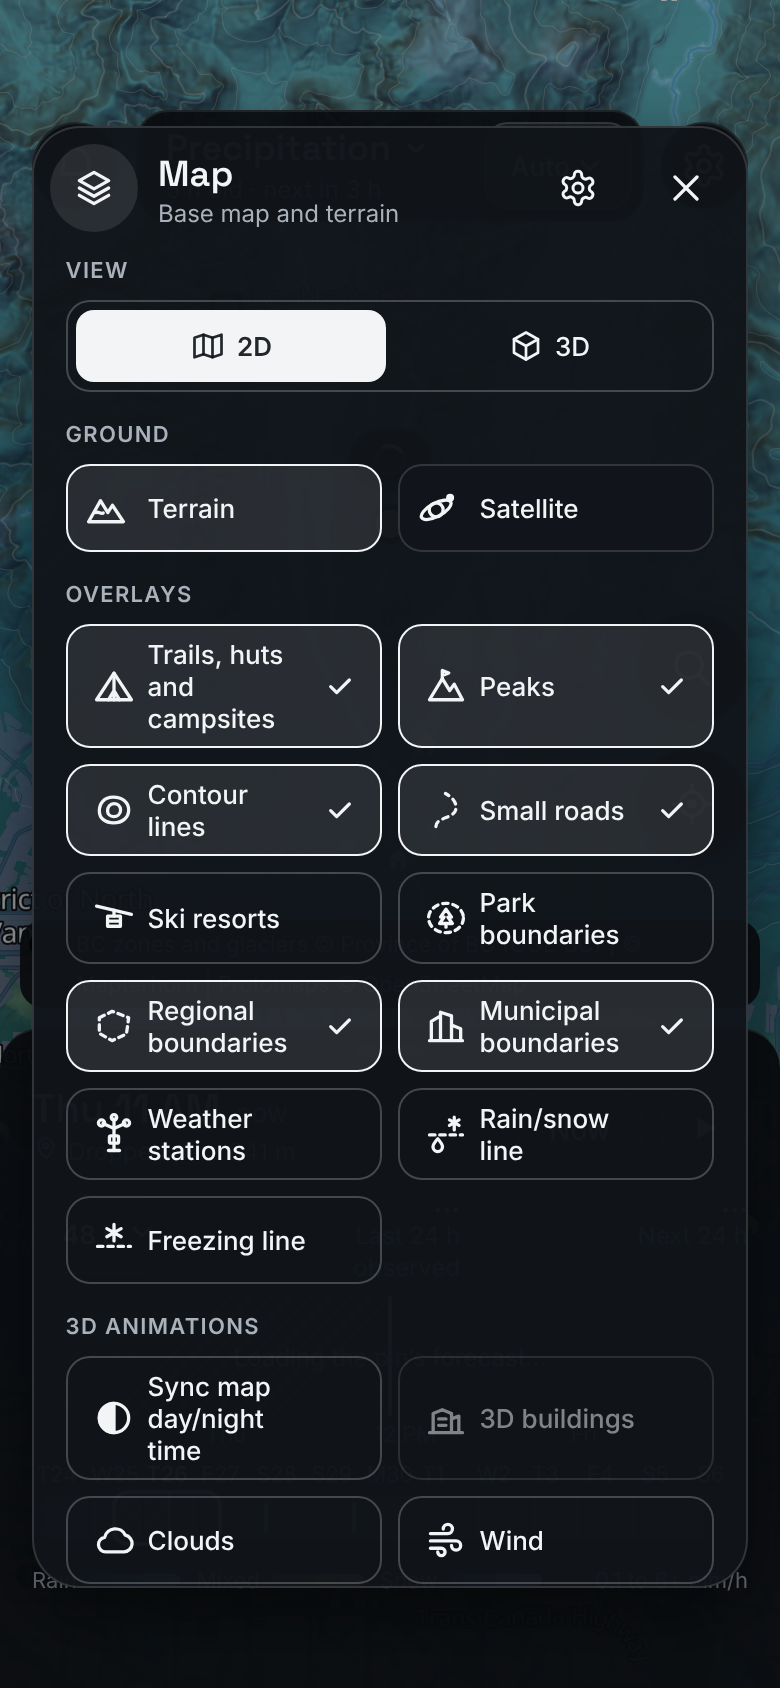 Map
Base map and terrain
VIEW
2D
3D
GROUND
Terrain
Satellite
OVERLAYS
Trails, huts
and
campsites
Peaks
Contour
lines
Small roads
Ski resorts
Park
boundaries
Regional
boundaries
Municipal
boundaries
Weather
stations
Rain/snow
line
Freezing line
3D ANIMATIONS
Sync map
day/night
time
3D buildings
Clouds
Wind